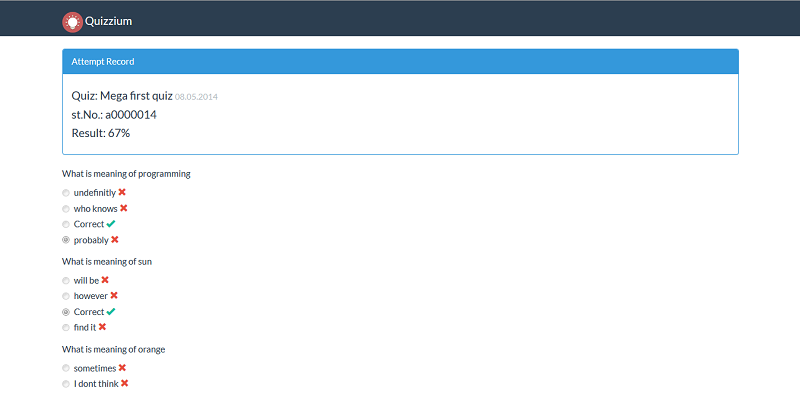 Quizzium
Attempt Record
Quiz: Mega first quiz 08.05.2014
st.No.: a0000014
Result: 67%
What is meaning of programming
undefinitly
who knows
Correct
probably
What is meaning of sun
will be
however
Correct
find it
What is meaning of orange
sometimes
I dont think